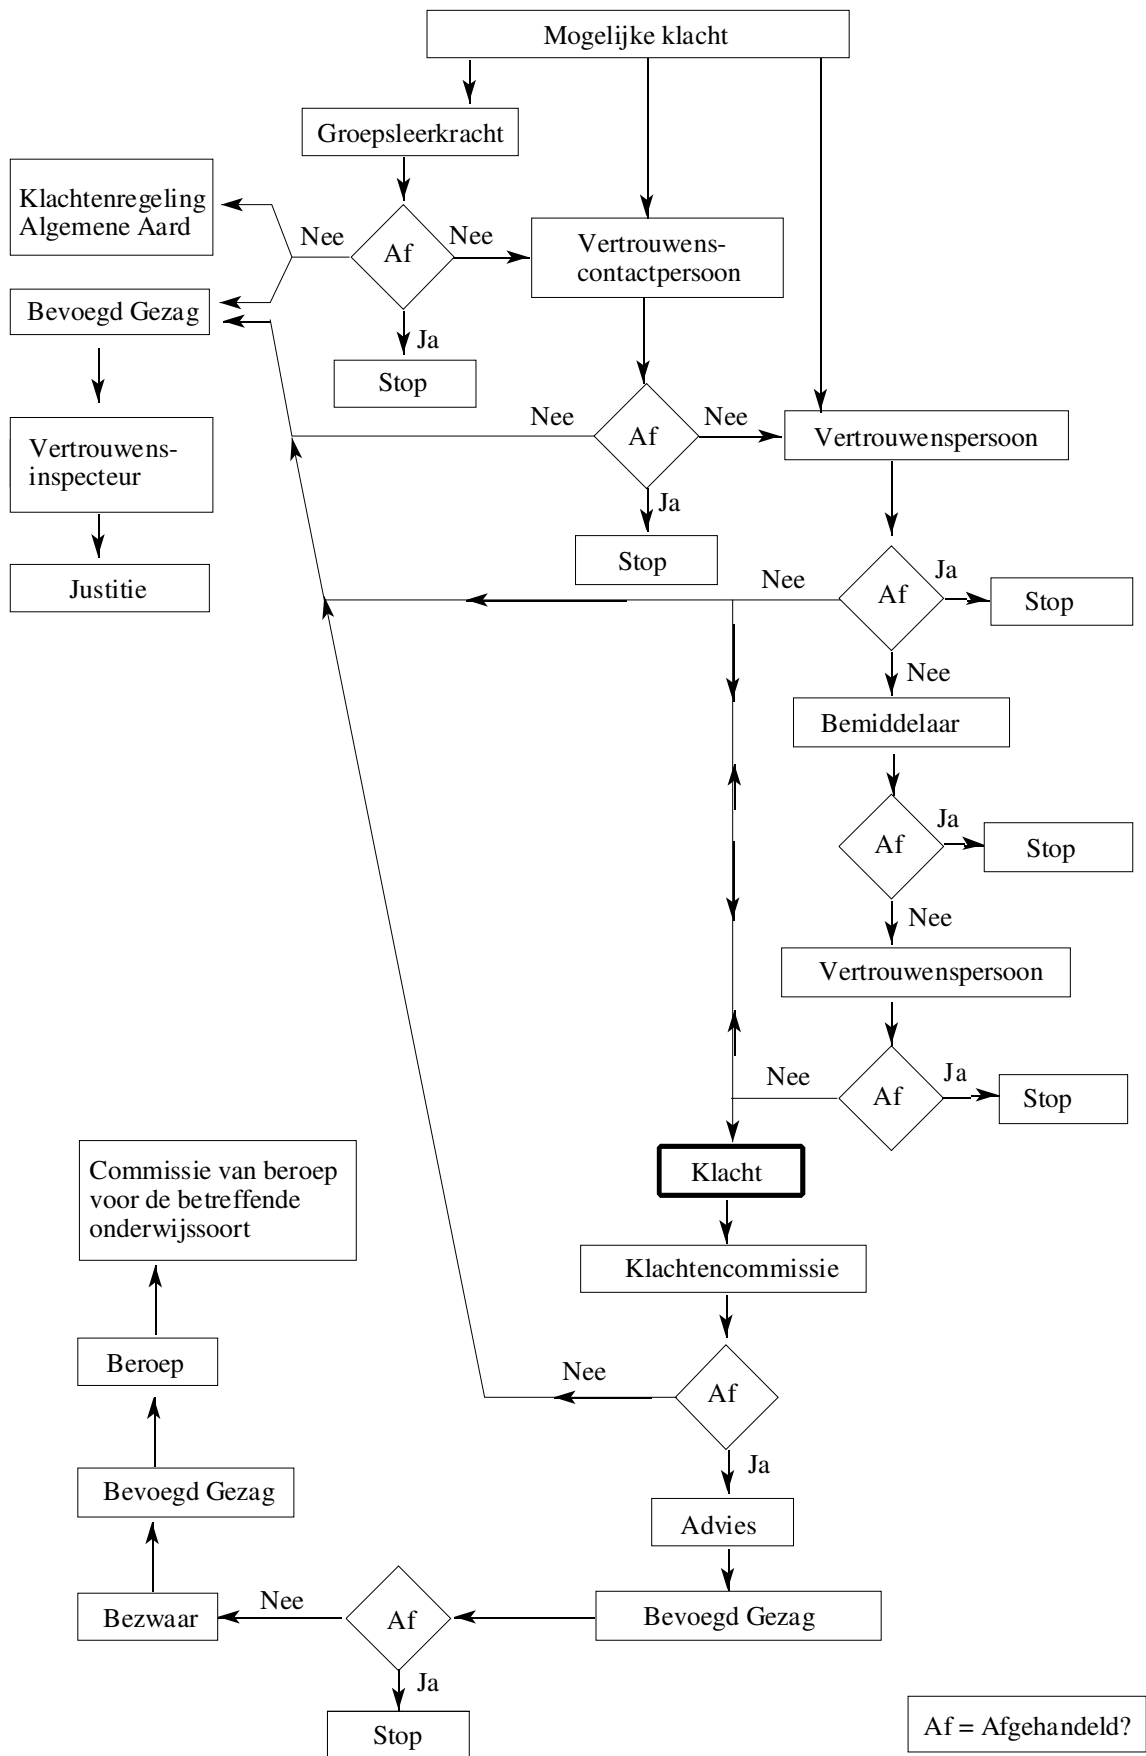 Mogelijke klacht
Groepsleerkracht
Klachtenregeling
Algemene Aard
Nee
Af
Nee
Vertrouwens-
contactpersoon
Bevoegd Gezag
Ja
Stop
Nee
Af
Nee
Vertrouwenspersoon
Vertrouwens-
inspecteur
Ja
Stop
Justitie
Nee
Af
Ja
Stop
Nee
Bemiddelaar
Af
Ja
Stop
Nee
Vertrouwenspersoon
Nee
Af
Ja
Stop
Klacht
Commissie van beroep
voor de betreffende
onderwijssoort
Klachtencommissie
Beroep
Nee
Af
Ja
Bevoegd Gezag
Advies
Bezwaar
Nee
Af
Bevoegd Gezag
Ja
Stop
Af = Afgehandeld?